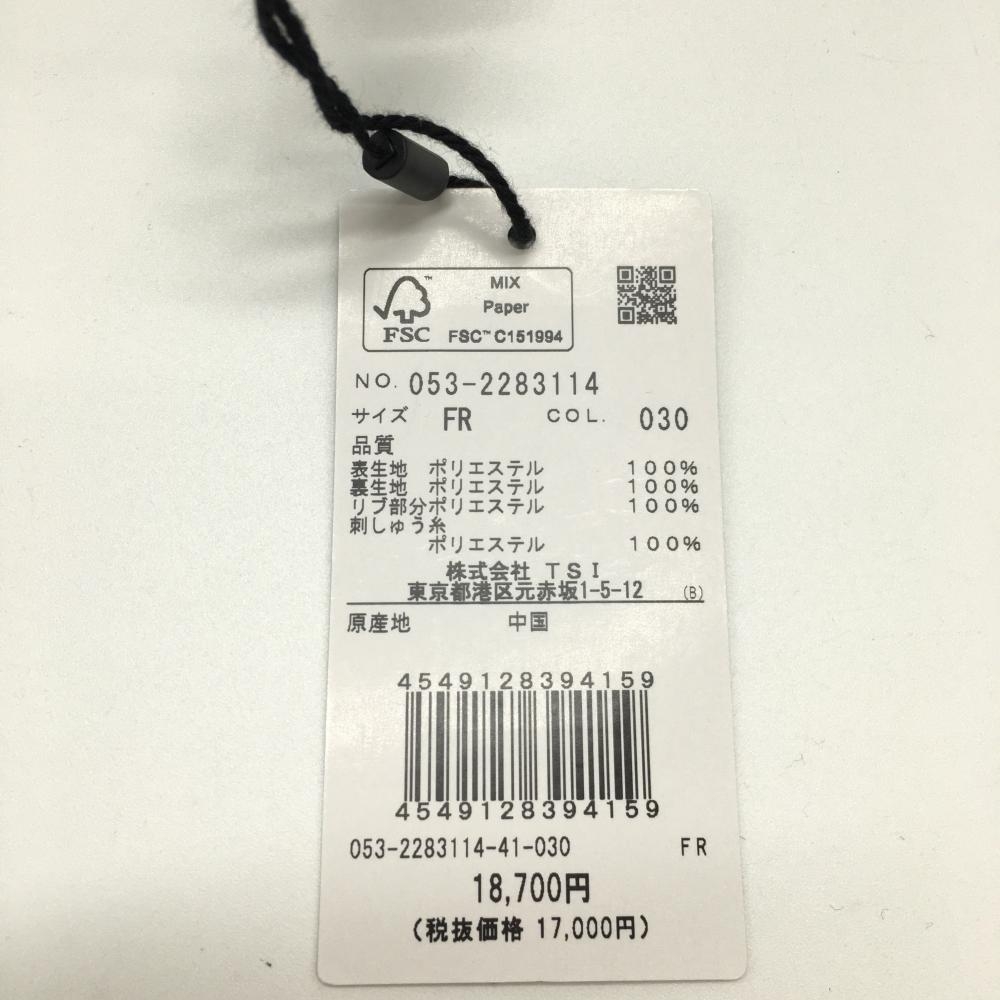 MIX
Paper
FSC™ C151994
FSC™
NO. 053-2283114
サイズ FR COL. 030
品質
表生地 ポリエステル 100%
裏生地 ポリエステル 100%
リブ部分ポリエステル 100%
刺しゅう糸
ポリエステル 100%
株式会社 TSI
東京都港区元赤坂1-5-12 (B)
原産地 中国
4549128394159
4549128394159
053-2283114-41-030 FR
18,700円
(税抜価格 17,000円)